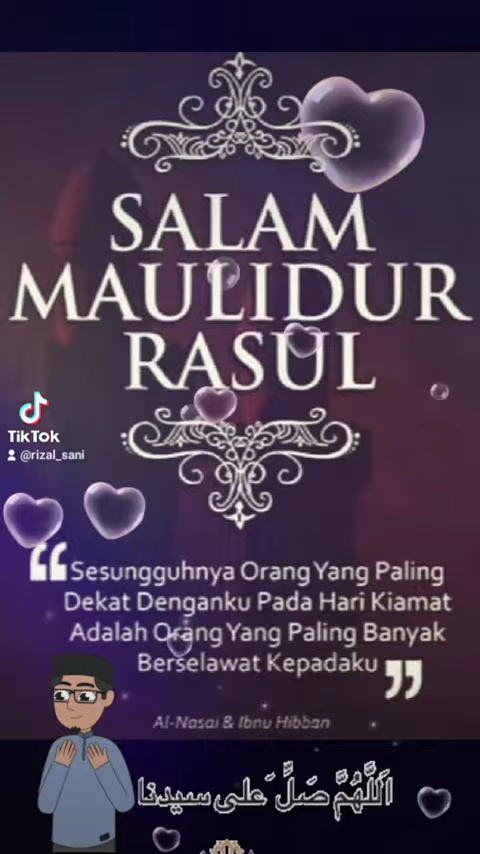 SALAM
MAULIDUR
RASUL
TikTok
@rizal_sani
“Sesungguhnya Orang Yang Paling
Dekat Denganku Pada Hari Kiamat
Adalah Orang Yang Paling Banyak
Berselawat Kepadaku”
Al-Nasai & Ibnu Hibban
اَللَّهُمَّ صَلِّ َعلى سيدنا